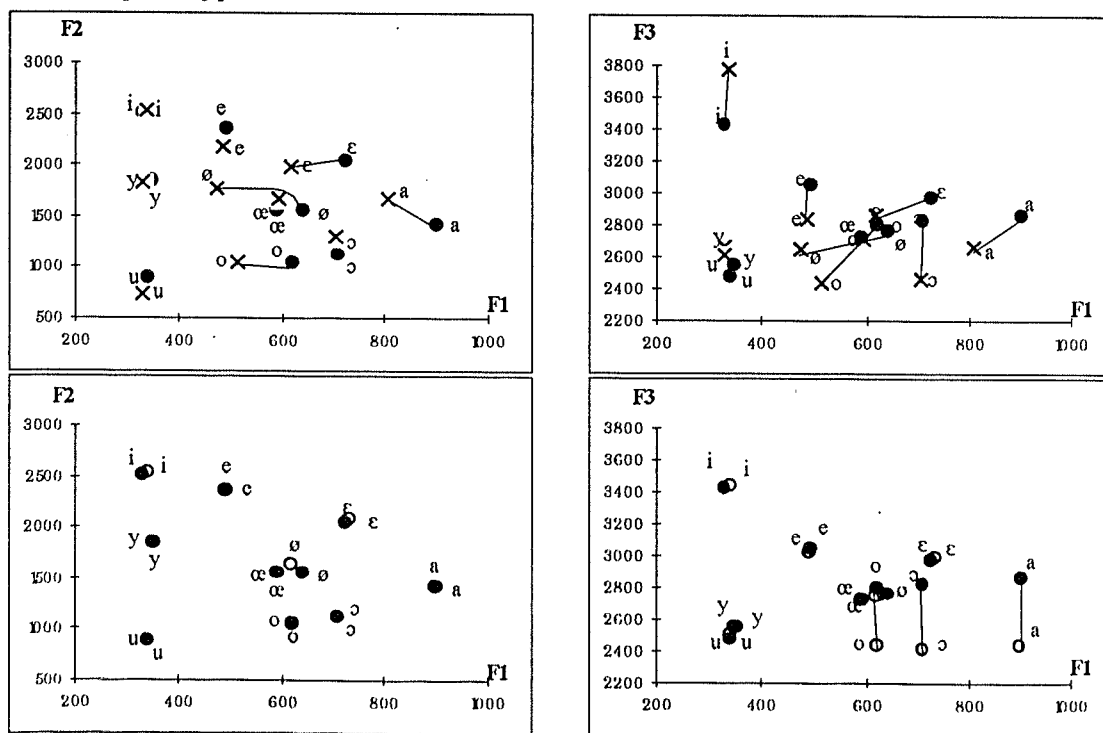 F2
3000
2500
2000
1500
1000
500
i i
e
e
ε
ε
y
y
ø
a
a
œ
œ
ø
o
o
ɔ
ɔ
u
u
F1
200 400 600 800 1000
F3
3800
3600
3400
3200
3000
2800
2600
2400
2200
i
i
e
e
ε
a
a
œ
o
ø
ø
o
ɔ
y
y
u
u
F1
200 400 600 800 1000
F2
3000
2500
2000
1500
1000
500
i i
e
e
ε
ε
y
y
ø
œ ø
œ
a
a
o
o
ɔ
ɔ
u
u
F1
200 400 600 800 1000
F3
3800
3600
3400
3200
3000
2800
2600
2400
2200
i i
e e
ε ε
o
ɔ
a
œ
œ
ø
y y
u u
o
ɔ
a
F1
200 400 600 800 1000